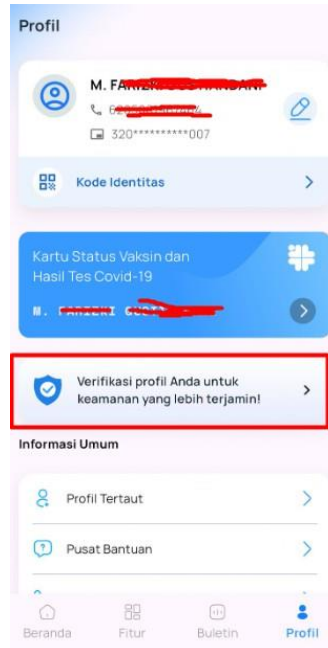 Profil
M.
320**********007
Kode Identitas
Kartu Status Vaksin dan
Hasil Tes Covid-19
M.
Verifikasi profil Anda untuk
keamanan yang lebih terjamin!
Informasi Umum
Profil Tertaut
Pusat Bantuan
Beranda Fitur Buletin Profil